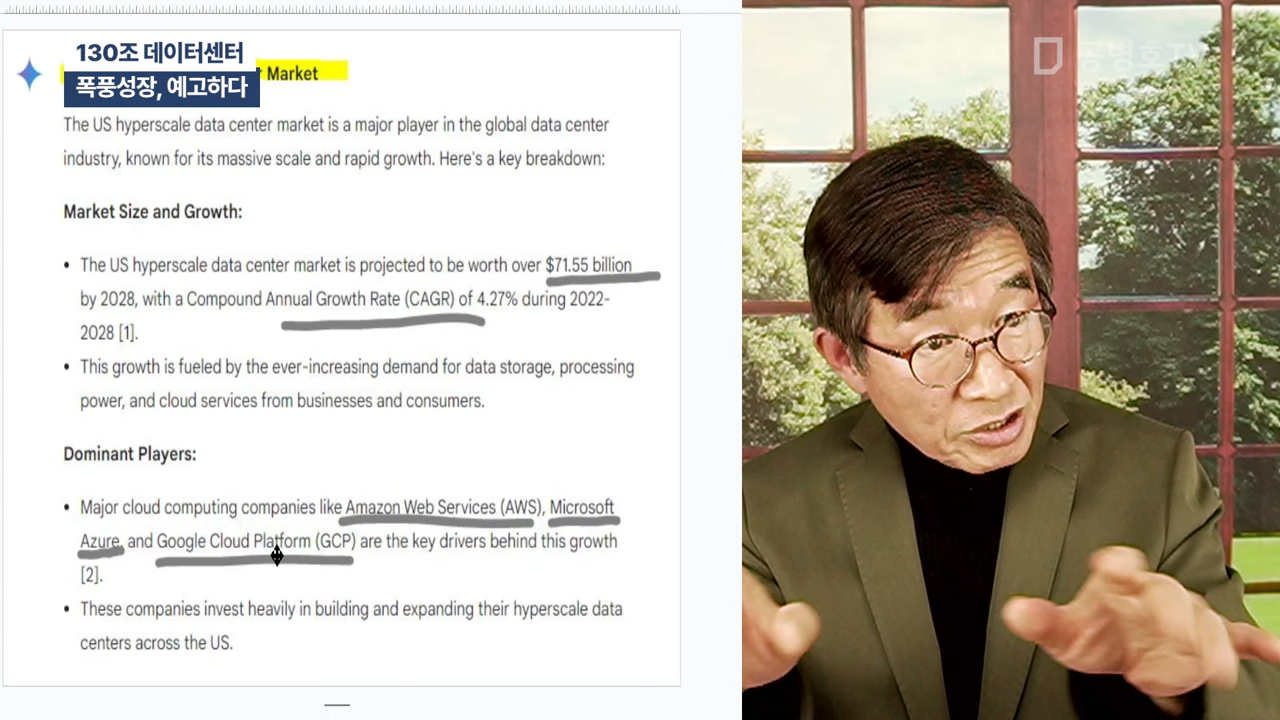 130조 데이터센터
폭풍성장, 예고하다
Market
공병호TV
The US hyperscale data center market is a major player in the global data center
industry, known for its massive scale and rapid growth. Here's a key breakdown:
Market Size and Growth:
• The US hyperscale data center market is projected to be worth over $71.55 billion
by 2028, with a Compound Annual Growth Rate (CAGR) of 4.27% during 2022-
2028 [1].
• This growth is fueled by the ever-increasing demand for data storage, processing
power, and cloud services from businesses and consumers.
Dominant Players:
• Major cloud computing companies like Amazon Web Services (AWS), Microsoft
Azure, and Google Cloud Platform (GCP) are the key drivers behind this growth
[2].
• These companies invest heavily in building and expanding their hyperscale data
centers across the US.